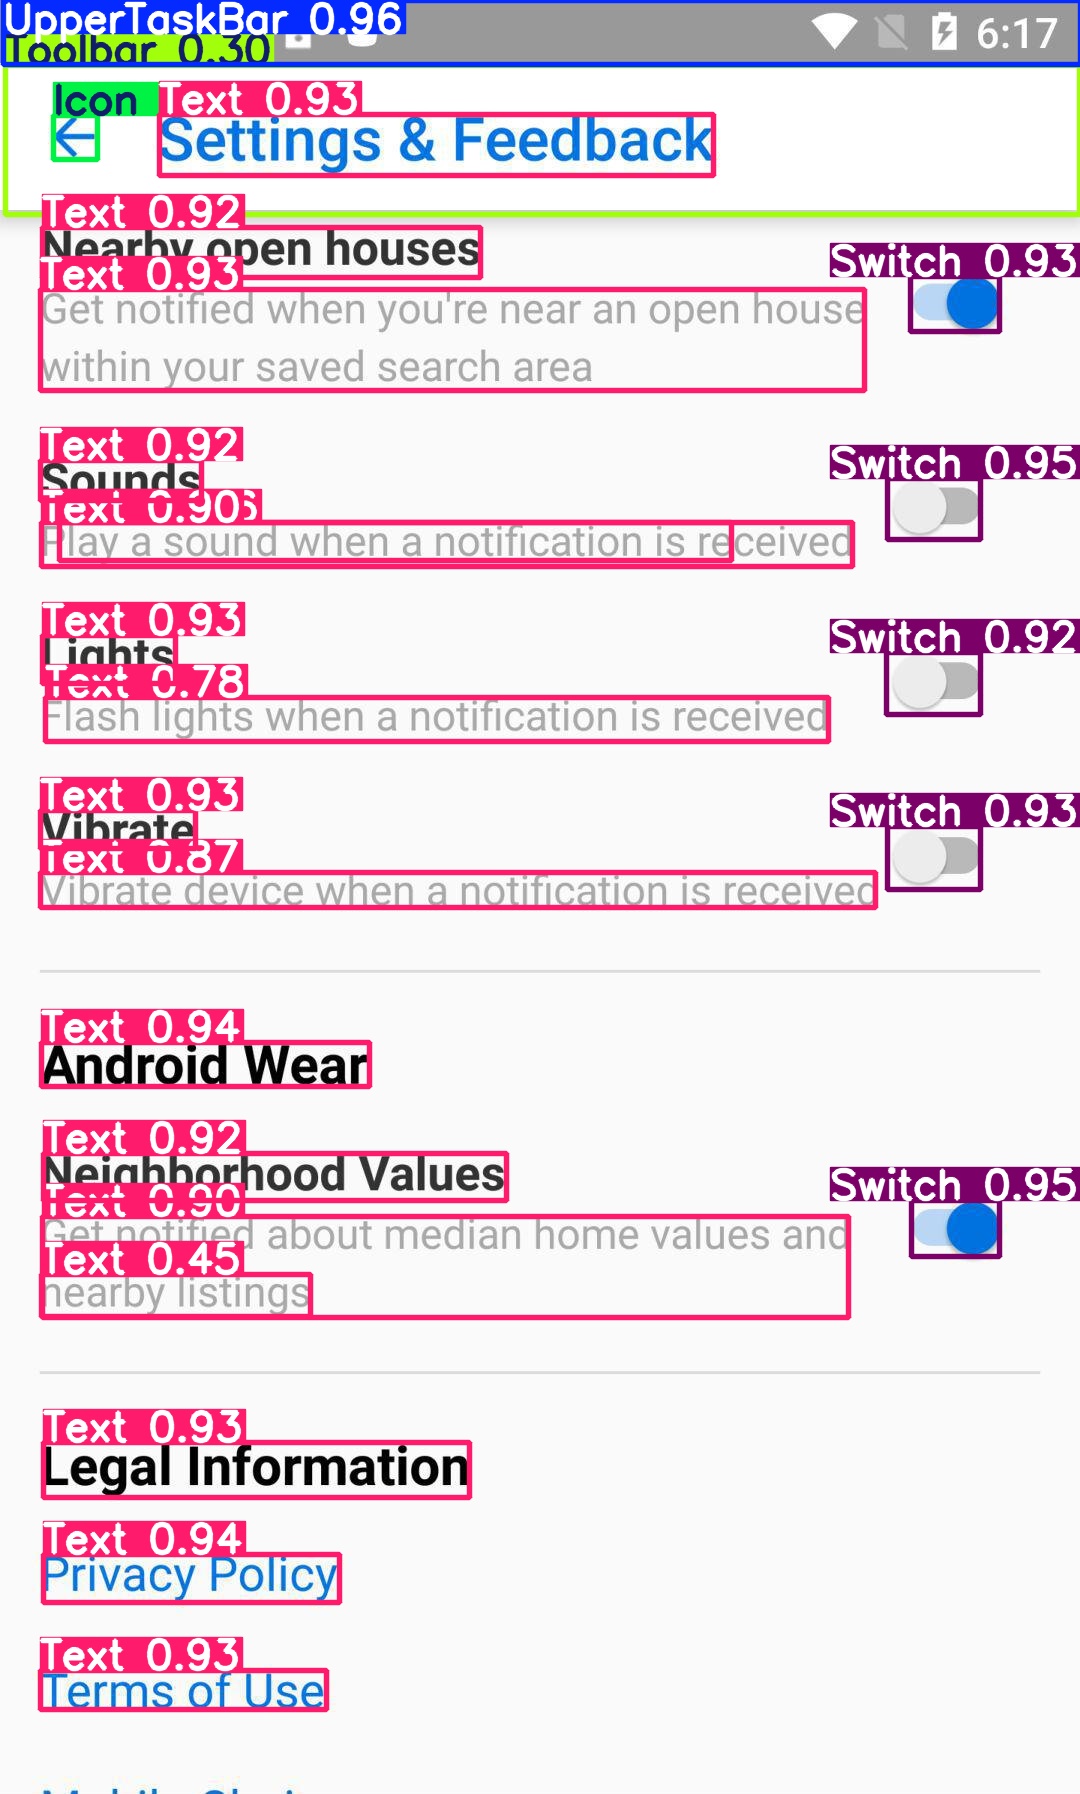 UpperTaskBar 0.96
Toolbar 0.30
6:17
Icon
Text 0.93
Settings & Feedback
Text 0.92
Nearby open houses
Switch 0.93
Text 0.93
Get notified when you're near an open house
within your saved search area
Text 0.92
Switch 0.95
Sounds
Text 0.90
Play a sound when a notification is received
Text 0.93
Switch 0.92
Lights
Text 0.78
Flash lights when a notification is received
Text 0.93
Switch 0.93
Vibrate
Text 0.87
Vibrate device when a notification is received
Text 0.94
Android Wear
Text 0.92
Neighborhood Values
Switch 0.95
Text 0.90
Get notified about median home values and
Text 0.45
nearby listings
Text 0.93
Legal Information
Text 0.94
Privacy Policy
Text 0.93
Terms of Use